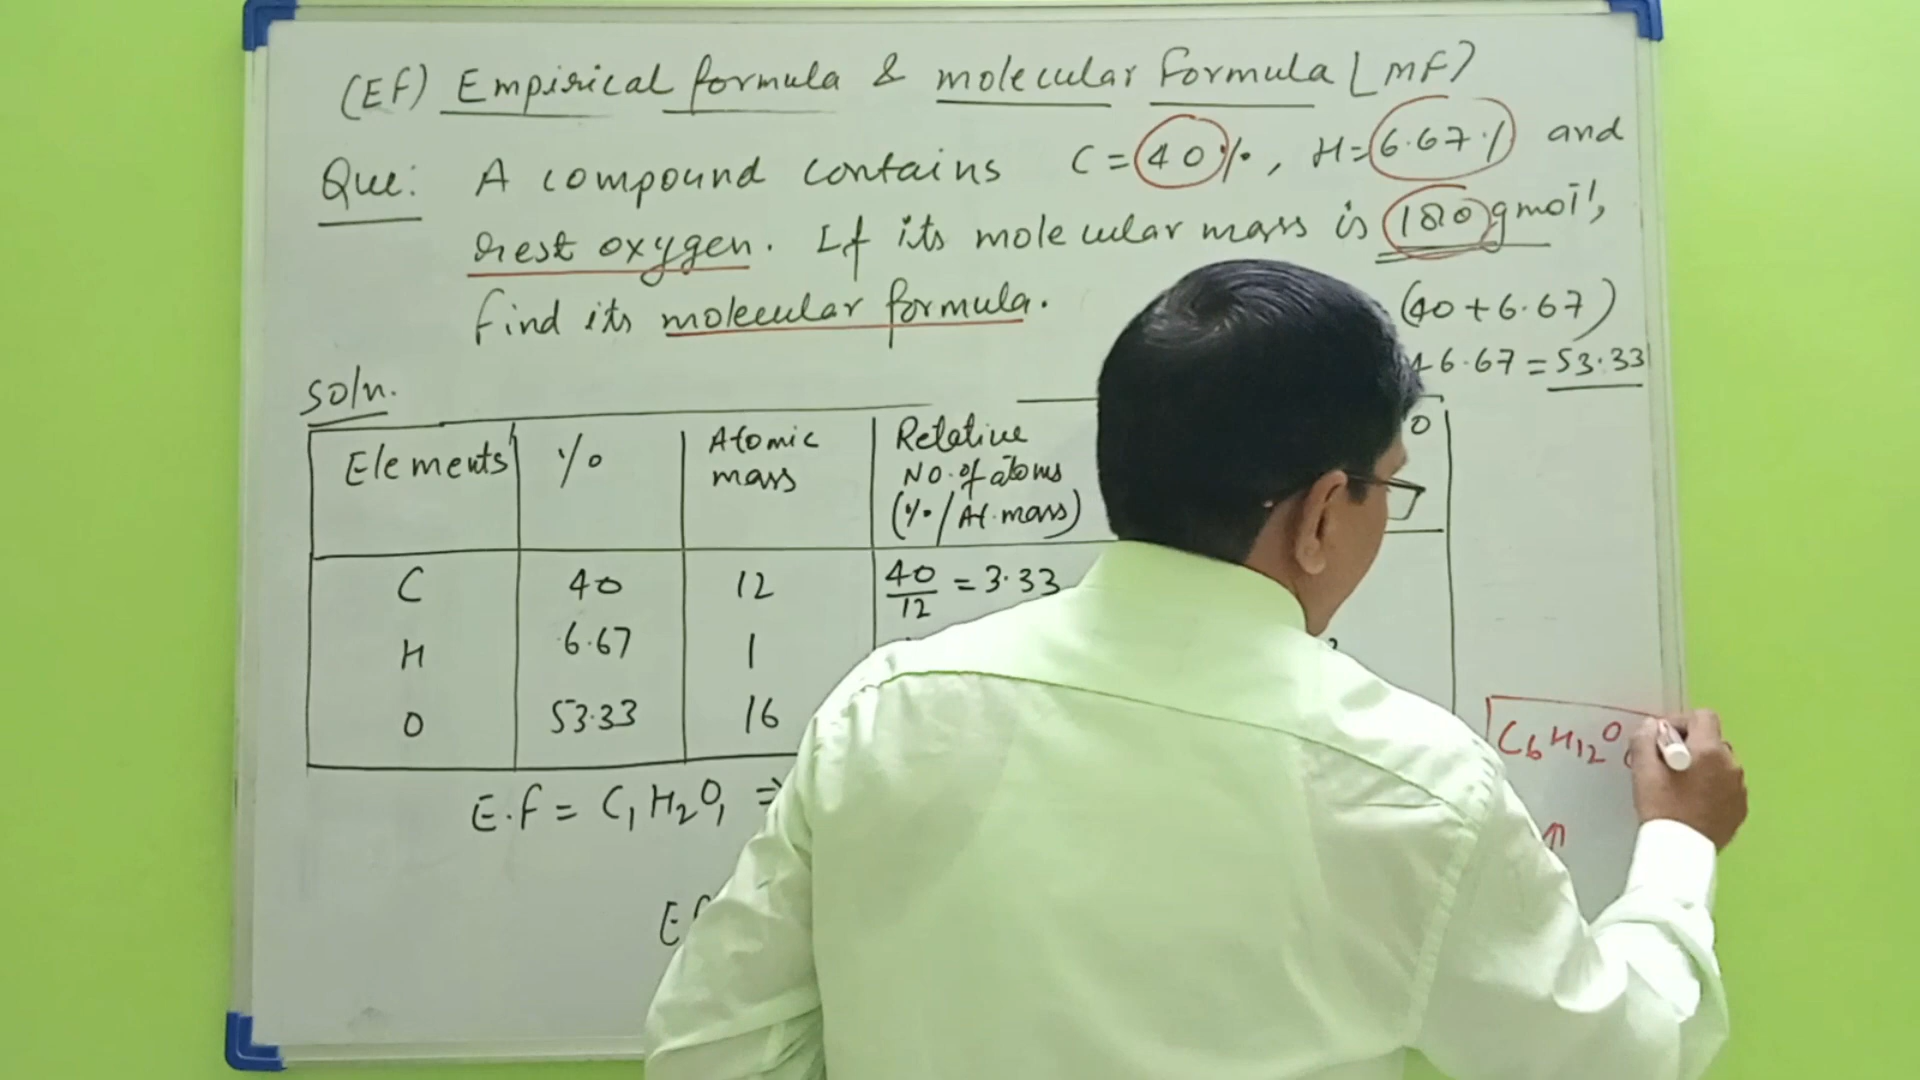 (EF) Empirical formula & molecular Formula (MF)
Que: A compound contains C = 40%, H = 6.67% and
rest oxygen. If its molecular mass is 180 gmol⁻¹,
find its molecular formula.
(40+6.67)
46.67 = 53.33
Soln.
Elements % Atomic mass Relative No. of atoms (%/At. mass)
C 40 12 40/12 = 3.33
H 6.67 1
O 53.33 16
C₆H₁₂O
E.F = C₁H₂O₁ ⇒